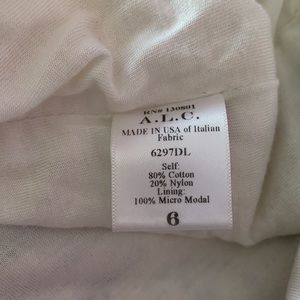 RN# 130801
A.L.C.
MADE IN USA of Italian
Fabric
6297DL
Self:
80% Cotton
20% Nylon
Lining:
100% Micro Modal
6